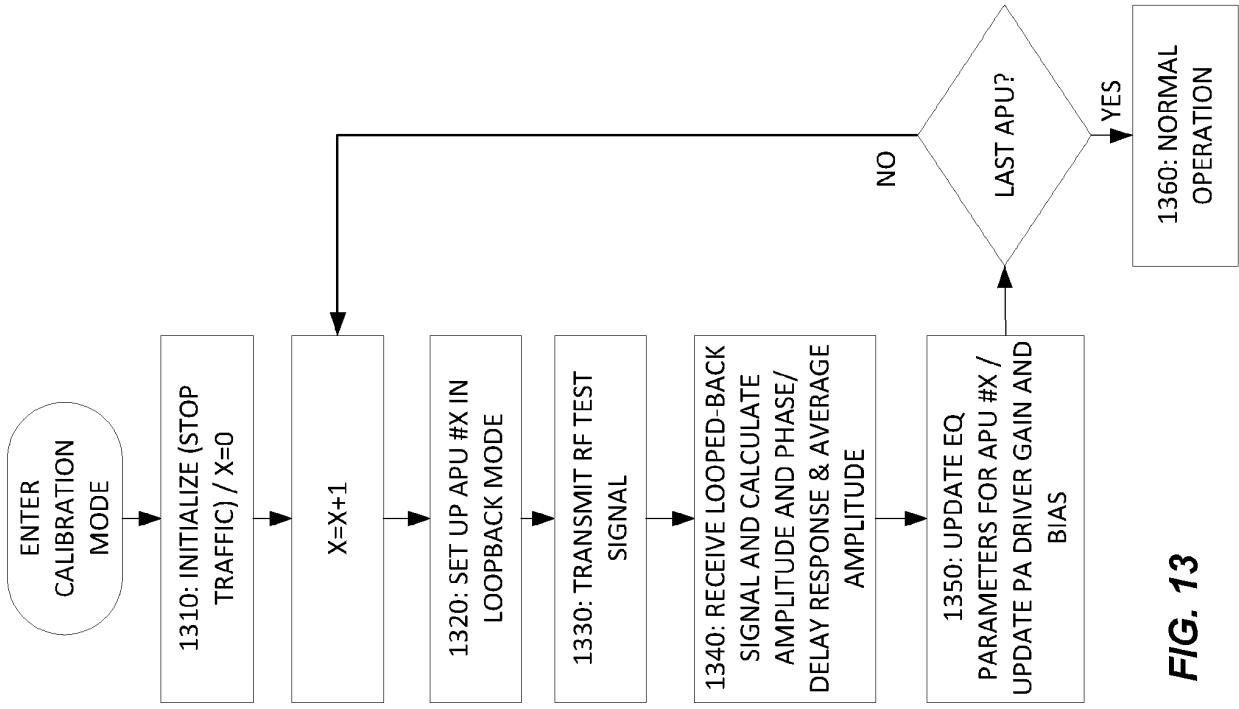 ENTER
CALIBRATION
MODE
1310: INITIALIZE (STOP
TRAFFIC) / X=0
X=X+1
1320: SET UP APU #X IN
LOOPBACK MODE
1330: TRANSMIT RF TEST
SIGNAL
1340: RECEIVE LOOPED-BACK
SIGNAL AND CALCULATE
AMPLITUDE AND PHASE/
DELAY RESPONSE & AVERAGE
AMPLITUDE
1350: UPDATE EQ
PARAMETERS FOR APU #X /
UPDATE PA DRIVER GAIN AND
BIAS
LAST APU?
NO
YES
1360: NORMAL
OPERATION
FIG. 13